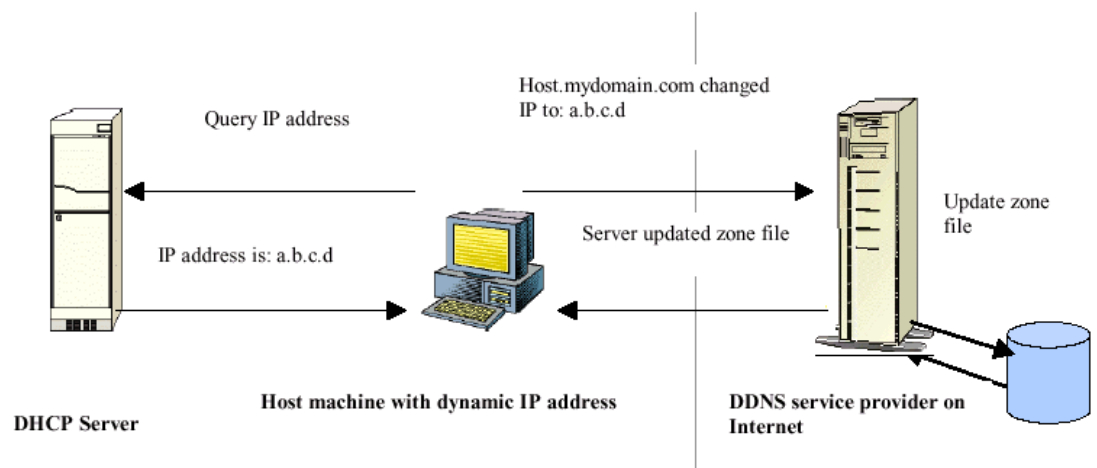 Host.mydomain.com changed
IP to: a.b.c.d
Query IP address
Update zone
file
Server updated zone file
IP address is: a.b.c.d
Host machine with dynamic IP address
DDNS service provider on
Internet
DHCP Server